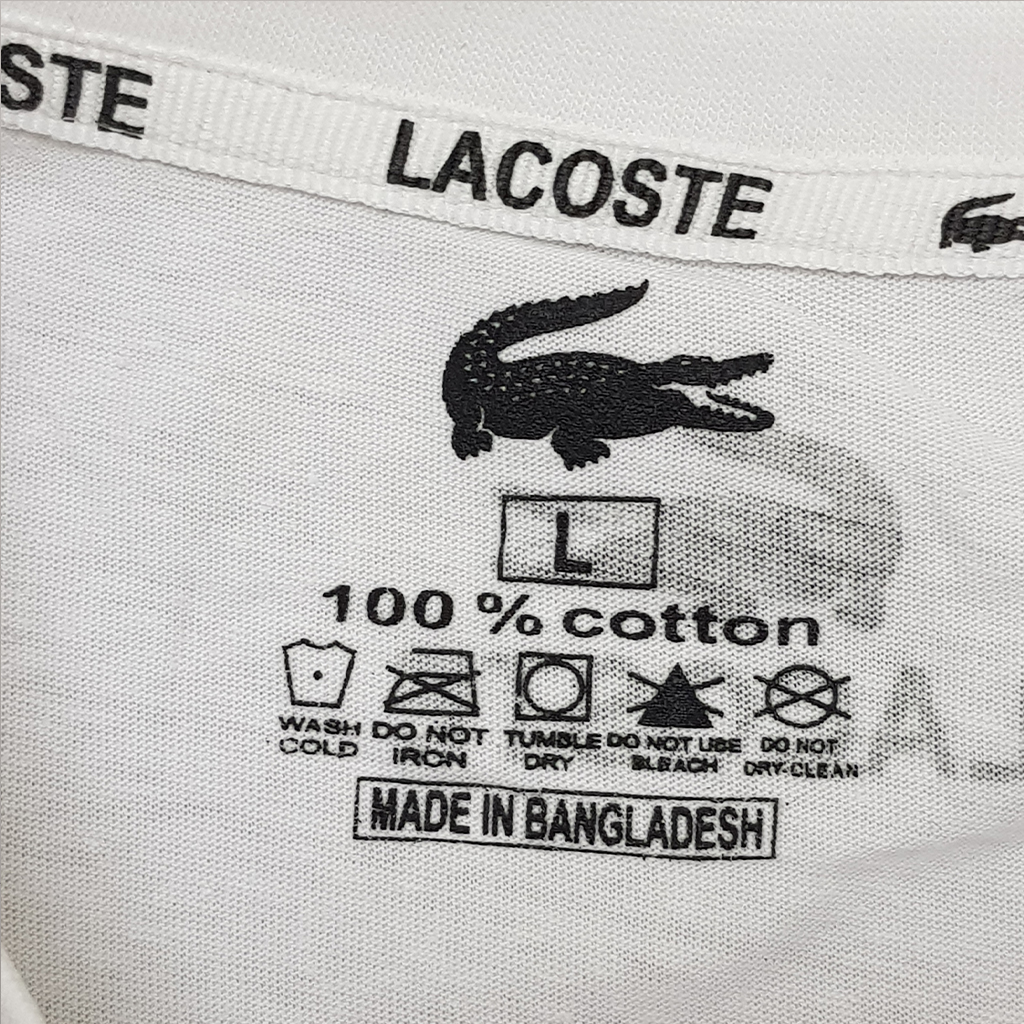 STE LACOSTE
L
100 % cotton
WASH COLD
DO NOT IRON
TUMBLE DRY
DO NOT USE BLEACH
DO NOT DRY-CLEAN
MADE IN BANGLADESH